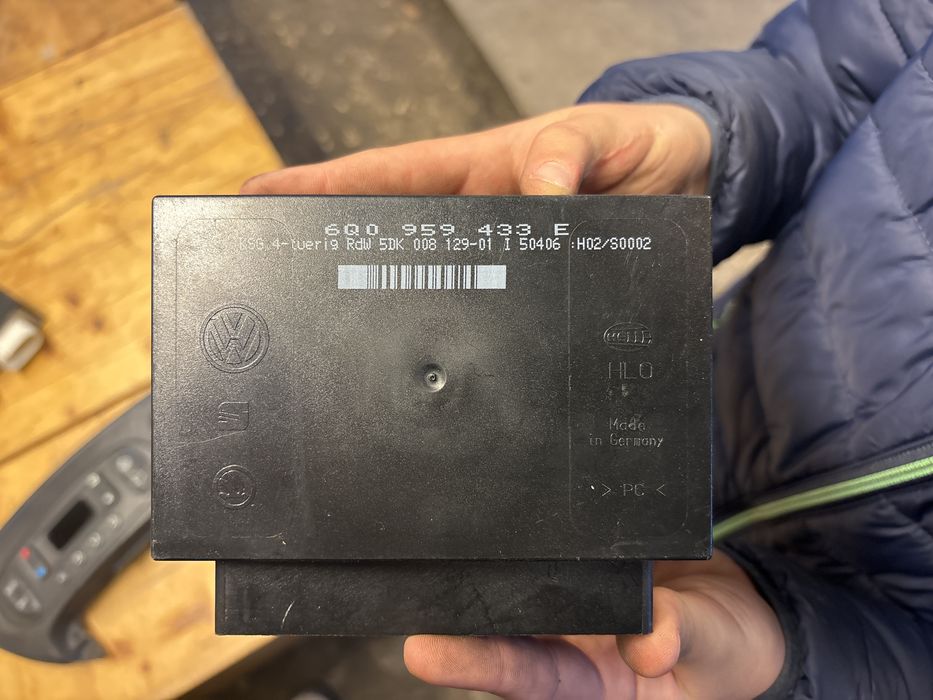 6Q0 959 433 E
KSG 4-tuerig RdW 5DK 008 129-01 I 50406 :H02/S0002
HELLA
HLO
Made
in Germany
> PC <